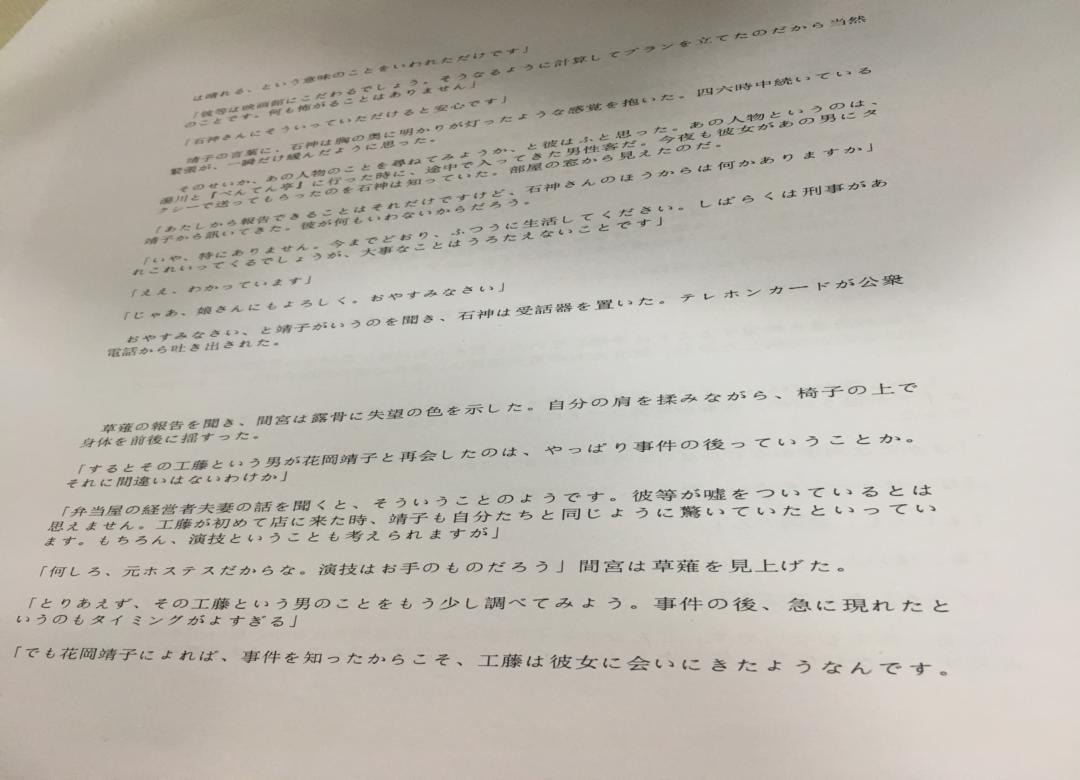 は晴れる、という意味のことをいわれただけです」
「彼等は映画館にこだわるでしょう。そうなるように計算してプランを立てたのだから当然
のことです。何も怖がることはありません」
「石神さんにそういっていただけると安心です」
靖子の言葉に、石神は胸の奥に明かりが灯ったような感覚を抱いた。四六時中続いている
緊張が、一瞬だけ緩んだように思った。
そのせいか、あの人物のことを尋ねてみようか、と彼はふと思った。あの人物というのは、
湯川と『べんてん亭』に行った時に、途中で入ってきた男性客だ。今夜も彼女があの男にタ
クシーで送ってもらったのを石神は知っていた。部屋の窓から見えたのだ。
「あたしから報告できることはそれだけですけど、石神さんのほうからは何かありますか」
靖子から訊いてきた。彼が何もいわないからだろう。
「いや、特にありません。今までどおり、ふつうに生活してください。しばらくは刑事があ
れこれいってくるでしょうが、大事なことはうろたえないことです」
「ええ、わかっています」
「じゃあ、娘さんにもよろしく。おやすみなさい」
おやすみなさい、と靖子がいうのを聞き、石神は受話器を置いた。テレホンカードが公衆
電話から吐き出された。
草薙の報告を聞き、間宮は露骨に失望の色を示した。自分の肩を揉みながら、椅子の上で
身体を前後に揺すった。
「するとその工藤という男が花岡靖子と再会したのは、やっぱり事件の後っていうことか。
それに間違いはないわけか」
「弁当屋の経営者夫妻の話を聞くと、そういうことのようです。彼等が嘘をついているとは
思えません。工藤が初めて店に来た時、靖子も自分たちと同じように驚いていたといってい
ます。もちろん、演技ということも考えられますが」
「何しろ、元ホステスだからな。演技はお手のものだろう」間宮は草薙を見上げた。
「とりあえず、その工藤という男のことをもう少し調べてみよう。事件の後、急に現れたと
いうのもタイミングがよすぎる」
「でも花岡靖子によれば、事件を知ったからこそ、工藤は彼女に会いにきたようなんです。